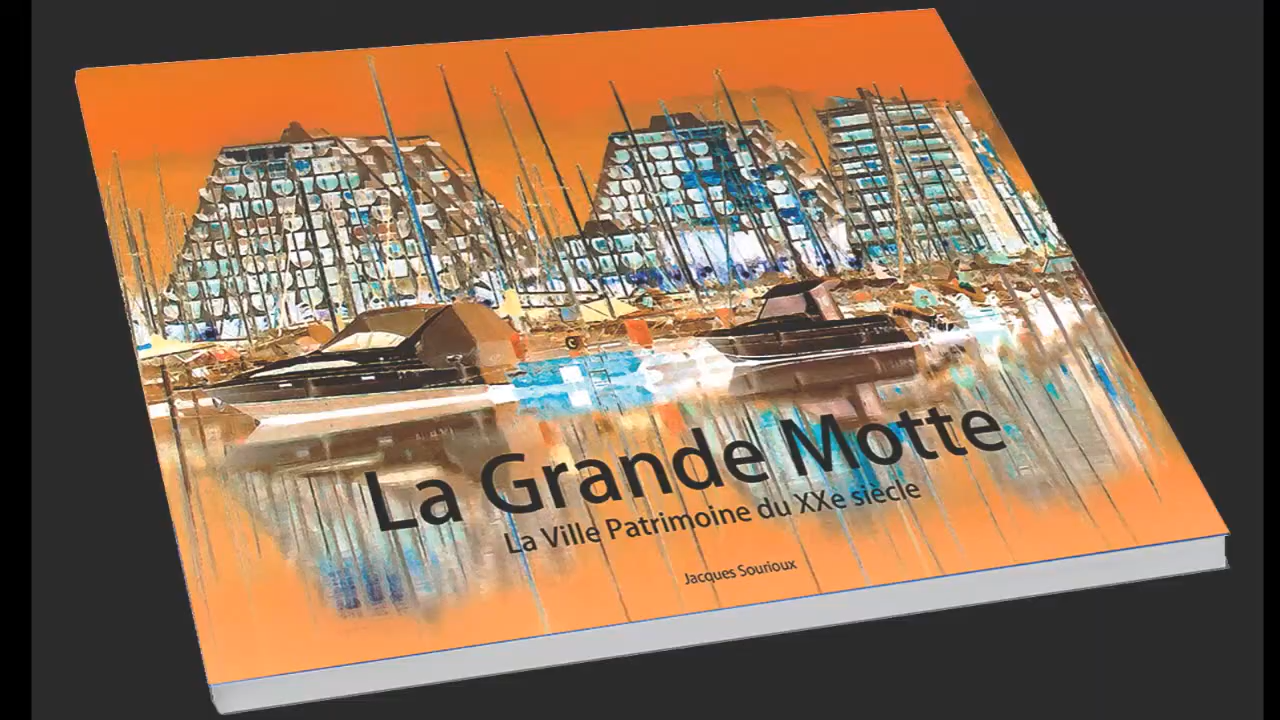 La Grande Motte
La Ville Patrimoine du XXe siècle
Jacques Sourioux